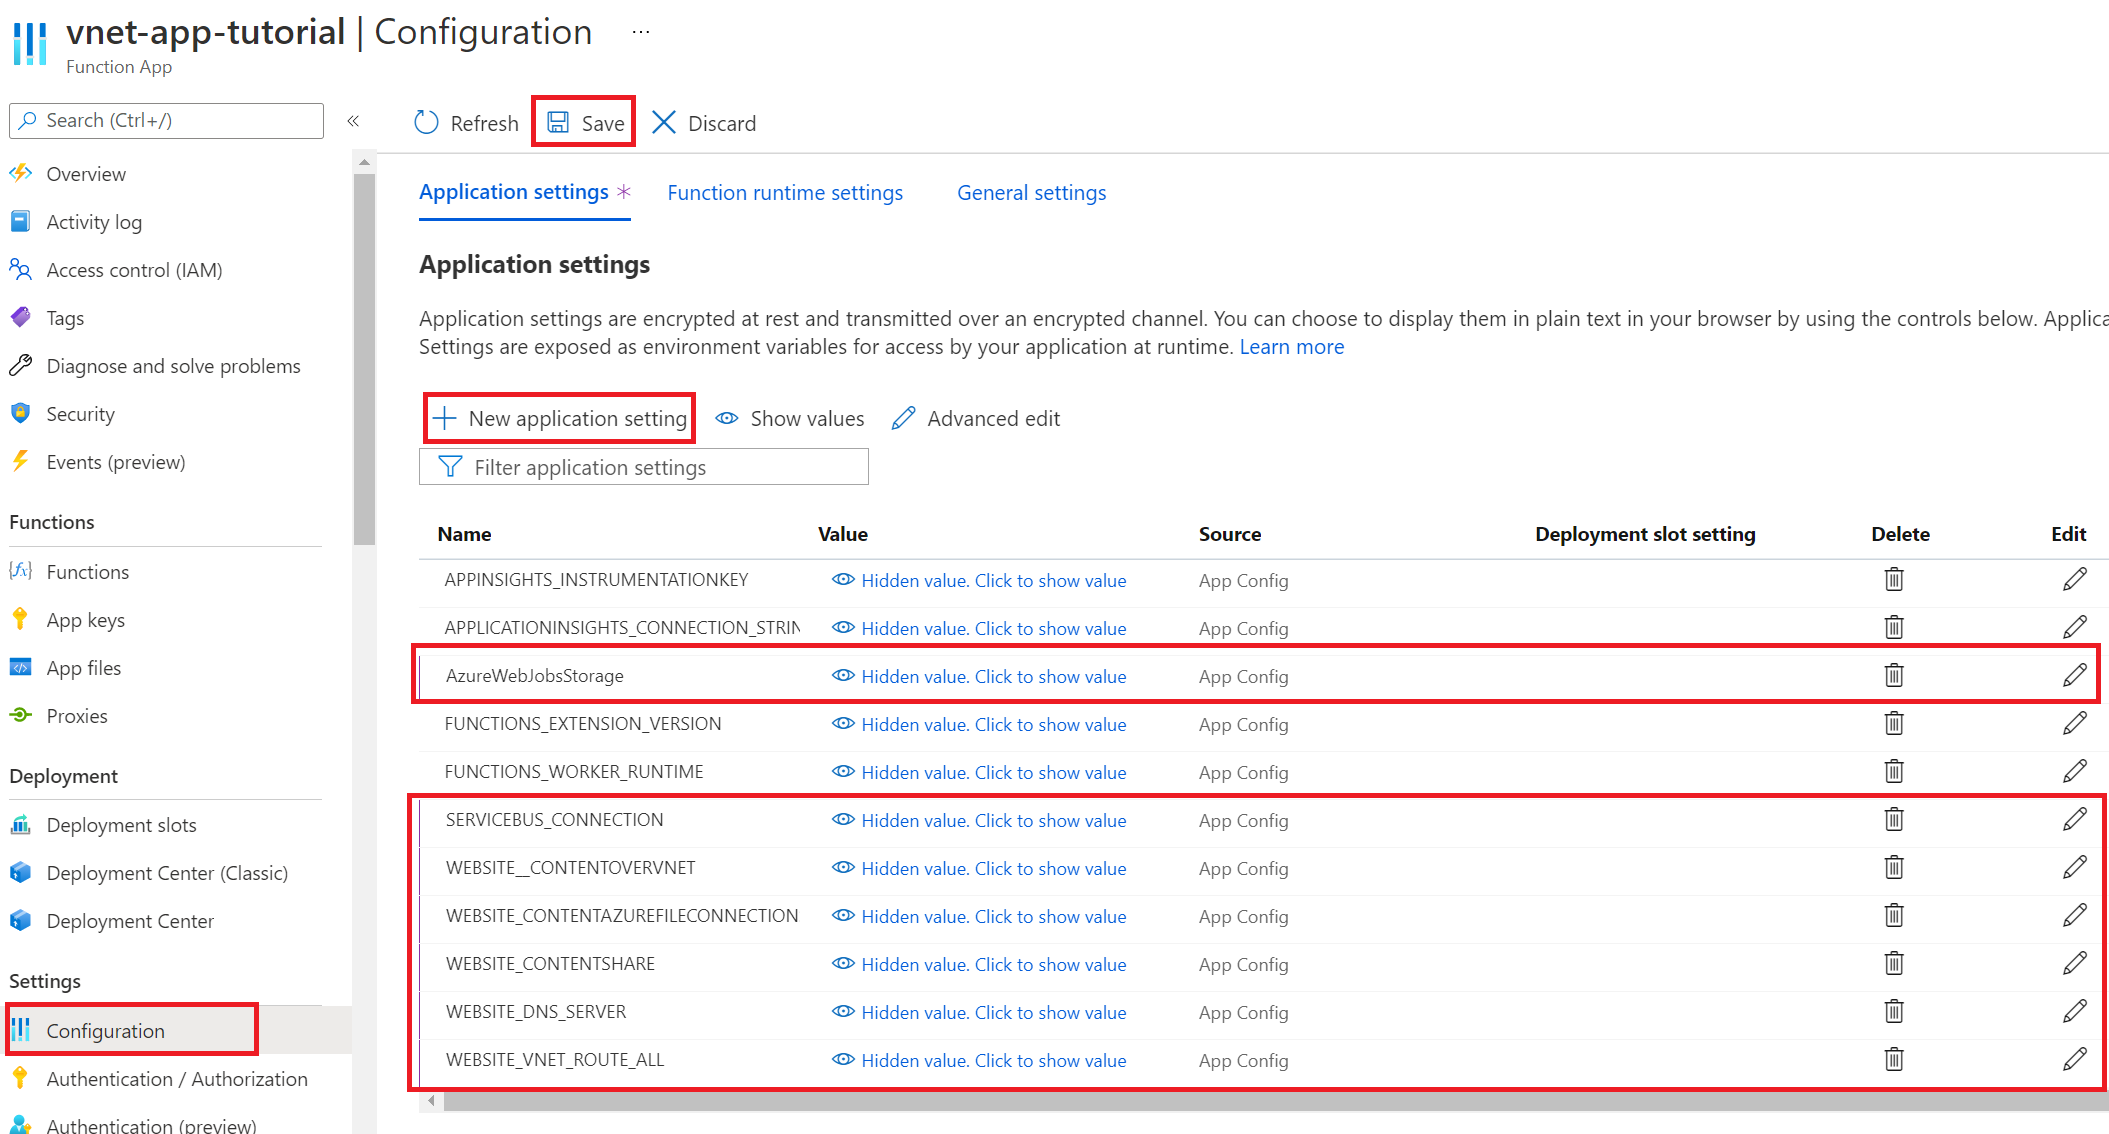 vnet-app-tutorial | Configuration ...
Function App
Search (Ctrl+/)
«
Refresh
Save
Discard
Overview
Activity log
Access control (IAM)
Tags
Diagnose and solve problems
Security
Events (preview)
Functions
Functions
App keys
App files
Proxies
Deployment
Deployment slots
Deployment Center (Classic)
Deployment Center
Settings
Configuration
Authentication / Authorization
Authentication (preview)
Application settings * Function runtime settings General settings
Application settings
Application settings are encrypted at rest and transmitted over an encrypted channel. You can choose to display them in plain text in your browser by using the controls below. Applica
Settings are exposed as environment variables for access by your application at runtime. Learn more
New application setting Show values Advanced edit
Filter application settings
Name Value Source Deployment slot setting Delete Edit
APPINSIGHTS_INSTRUMENTATIONKEY Hidden value. Click to show value App Config
APPLICATIONINSIGHTS_CONNECTION_STRIN Hidden value. Click to show value App Config
AzureWebJobsStorage Hidden value. Click to show value App Config
FUNCTIONS_EXTENSION_VERSION Hidden value. Click to show value App Config
FUNCTIONS_WORKER_RUNTIME Hidden value. Click to show value App Config
SERVICEBUS_CONNECTION Hidden value. Click to show value App Config
WEBSITE__CONTENTOVERVNET Hidden value. Click to show value App Config
WEBSITE_CONTENTAZUREFILECONNECTION Hidden value. Click to show value App Config
WEBSITE_CONTENTSHARE Hidden value. Click to show value App Config
WEBSITE_DNS_SERVER Hidden value. Click to show value App Config
WEBSITE_VNET_ROUTE_ALL Hidden value. Click to show value App Config